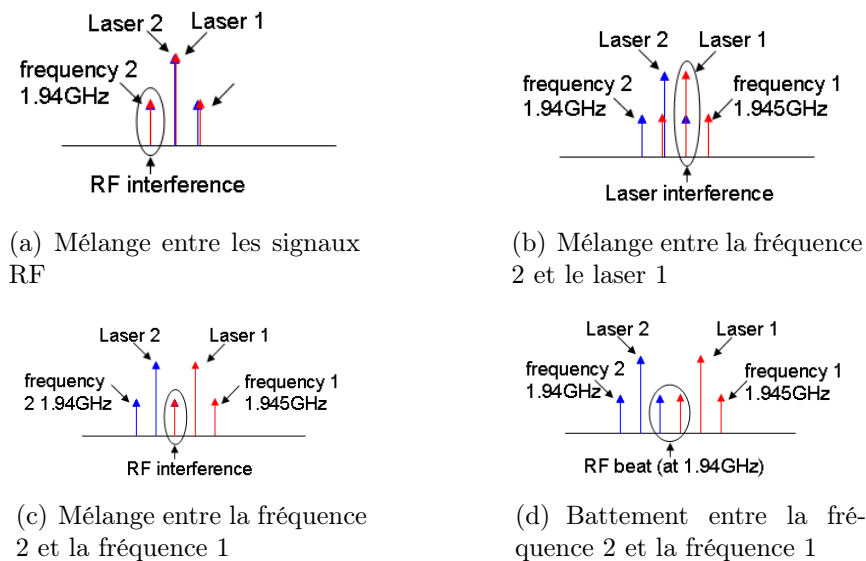 Laser 2
Laser 1
frequency 2
1.94GHz
RF interference
(a) Mélange entre les signaux
RF
Laser 2
Laser 1
frequency 2
1.94GHz
frequency 1
1.945GHz
Laser interference
(b) Mélange entre la fréquence
2 et le laser 1
Laser 2
Laser 1
frequency
2 1.94GHz
frequency 1
1.945GHz
RF interference
(c) Mélange entre la fréquence
2 et la fréquence 1
Laser 2
Laser 1
frequency 2
1.94GHz
frequency 1
1.945GHz
RF beat (at 1.94GHz)
(d) Battement entre la fré-
quence 2 et la fréquence 1